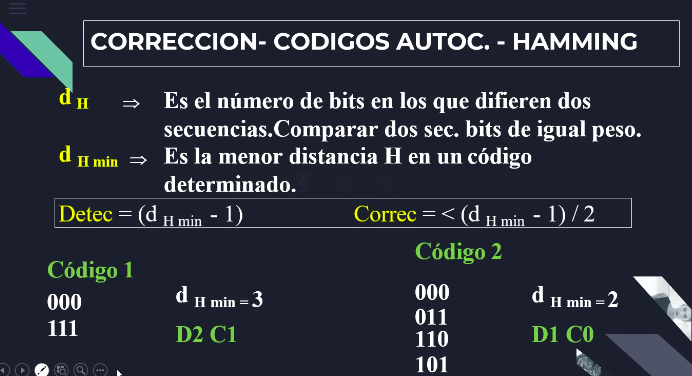 CORRECCION- CODIGOS AUTOC. - HAMMING
d H ⇒ Es el número de bits en los que difieren dos
secuencias.Comparar dos sec. bits de igual peso.
d H min ⇒ Es la menor distancia H en un código
determinado.
Detec = (d H min - 1) Correc = < (d H min - 1) / 2
Código 1
000
111
d H min = 3
D2 C1
Código 2
000
011
110
101
d H min = 2
D1 C0